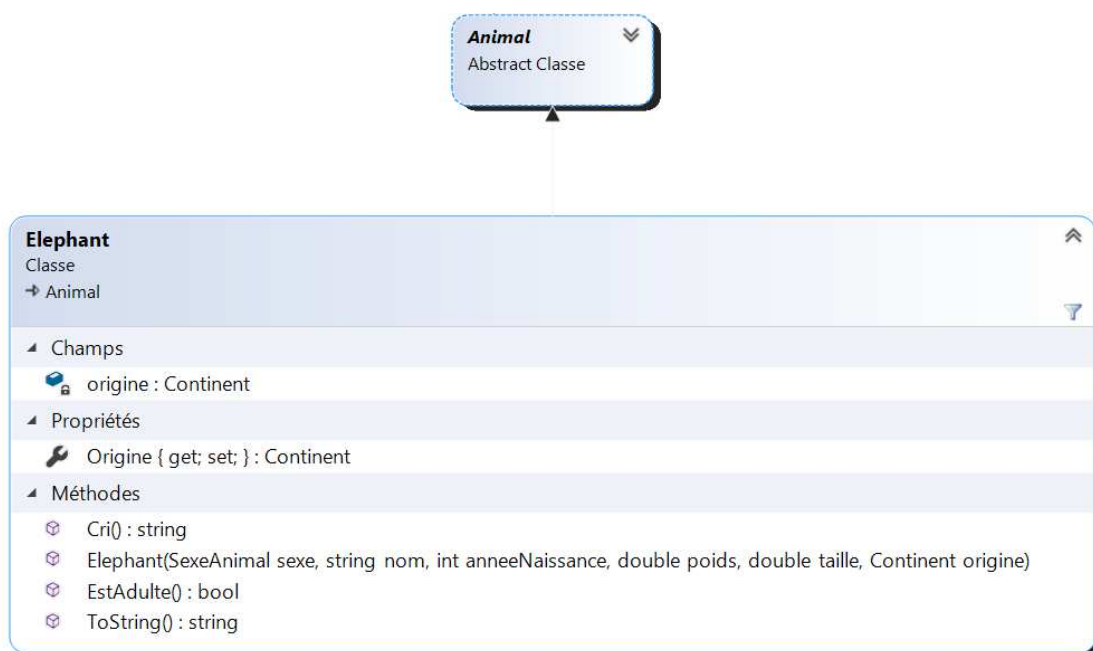 Animal
Abstract Classe
Elephant
Classe
Animal
Champs
origine : Continent
Propriétés
Origine { get; set; } : Continent
Méthodes
Cri() : string
Elephant(SexeAnimal sexe, string nom, int anneeNaissance, double poids, double taille, Continent origine)
EstAdulte() : bool
ToString() : string